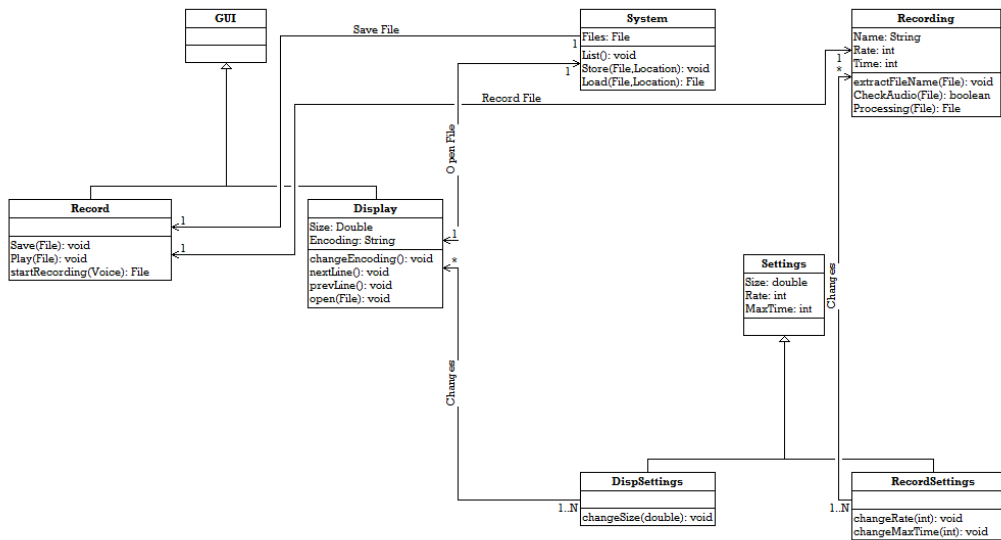 GUI
System
Files: File
List(): void
Store(File,Location): void
Load(File,Location): File
Recording
Name: String
Rate: int
Time: int
extractFileName(File): void
CheckAudio(File): boolean
Processing(File): File
Save File
1
1
1
*
Record File
Open File
Changes
Record
Save(File): void
Play(File): void
startRecording(Voice): File
1
1
Display
Size: Double
Encoding: String
changeEncoding(): void
nextLine(): void
prevLine(): void
open(File): void
1
*
Settings
Size: double
Rate: int
MaxTime: int
Changes
DispSettings
changeSize(double): void
1..N
RecordSettings
changeRate(int): void
changeMaxTime(int): void
1..N